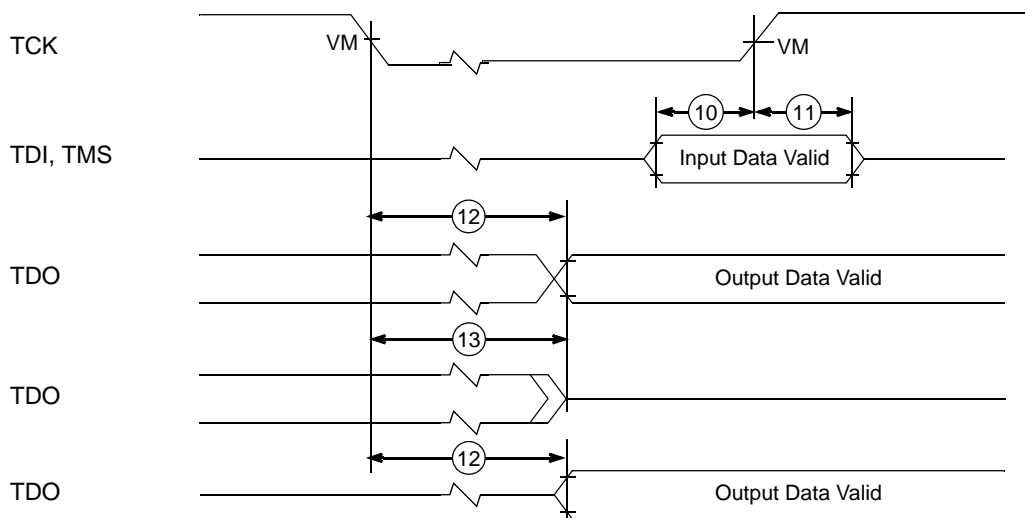 TCK
VM
VM
10
11
TDI, TMS
Input Data Valid
12
TDO
Output Data Valid
13
TDO
12
TDO
Output Data Valid